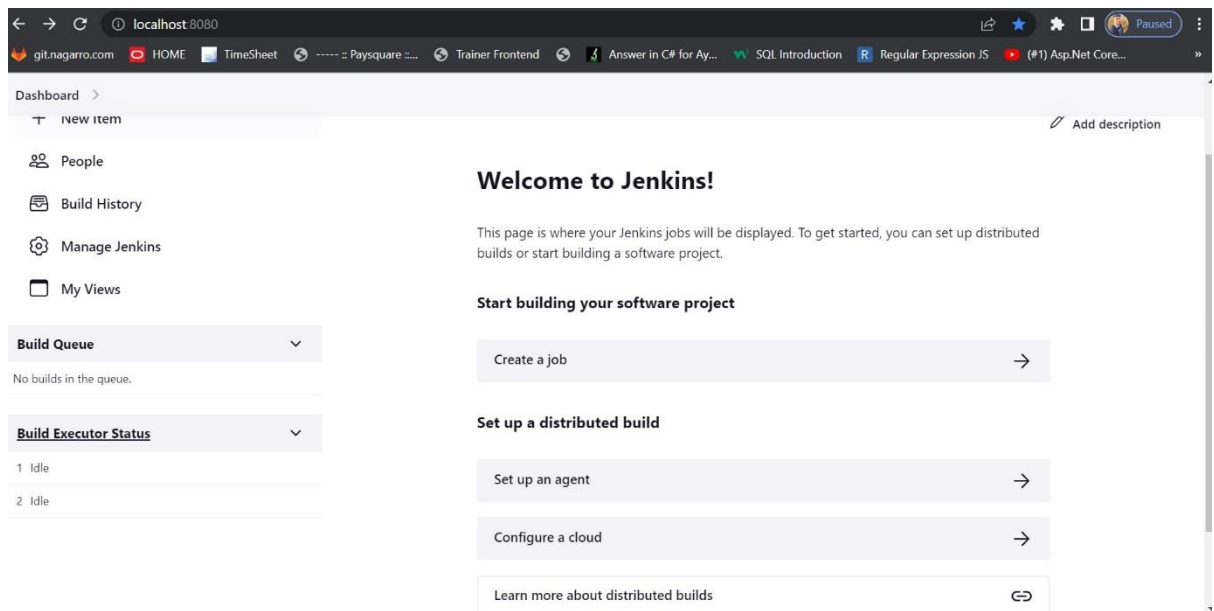 localhost:8080
Paused
git.nagarro.com HOME TimeSheet ----- :: Paysquare ::... Trainer Frontend Answer in C# for Ay... SQL Introduction R Regular Expression JS (#1) Asp.Net Core... »
Dashboard >
New Item
Add description
People
Build History
Manage Jenkins
My Views
Build Queue
No builds in the queue.
Build Executor Status
1 Idle
2 Idle
Welcome to Jenkins!
This page is where your Jenkins jobs will be displayed. To get started, you can set up distributed
builds or start building a software project.
Start building your software project
Create a job
Set up a distributed build
Set up an agent
Configure a cloud
Learn more about distributed builds